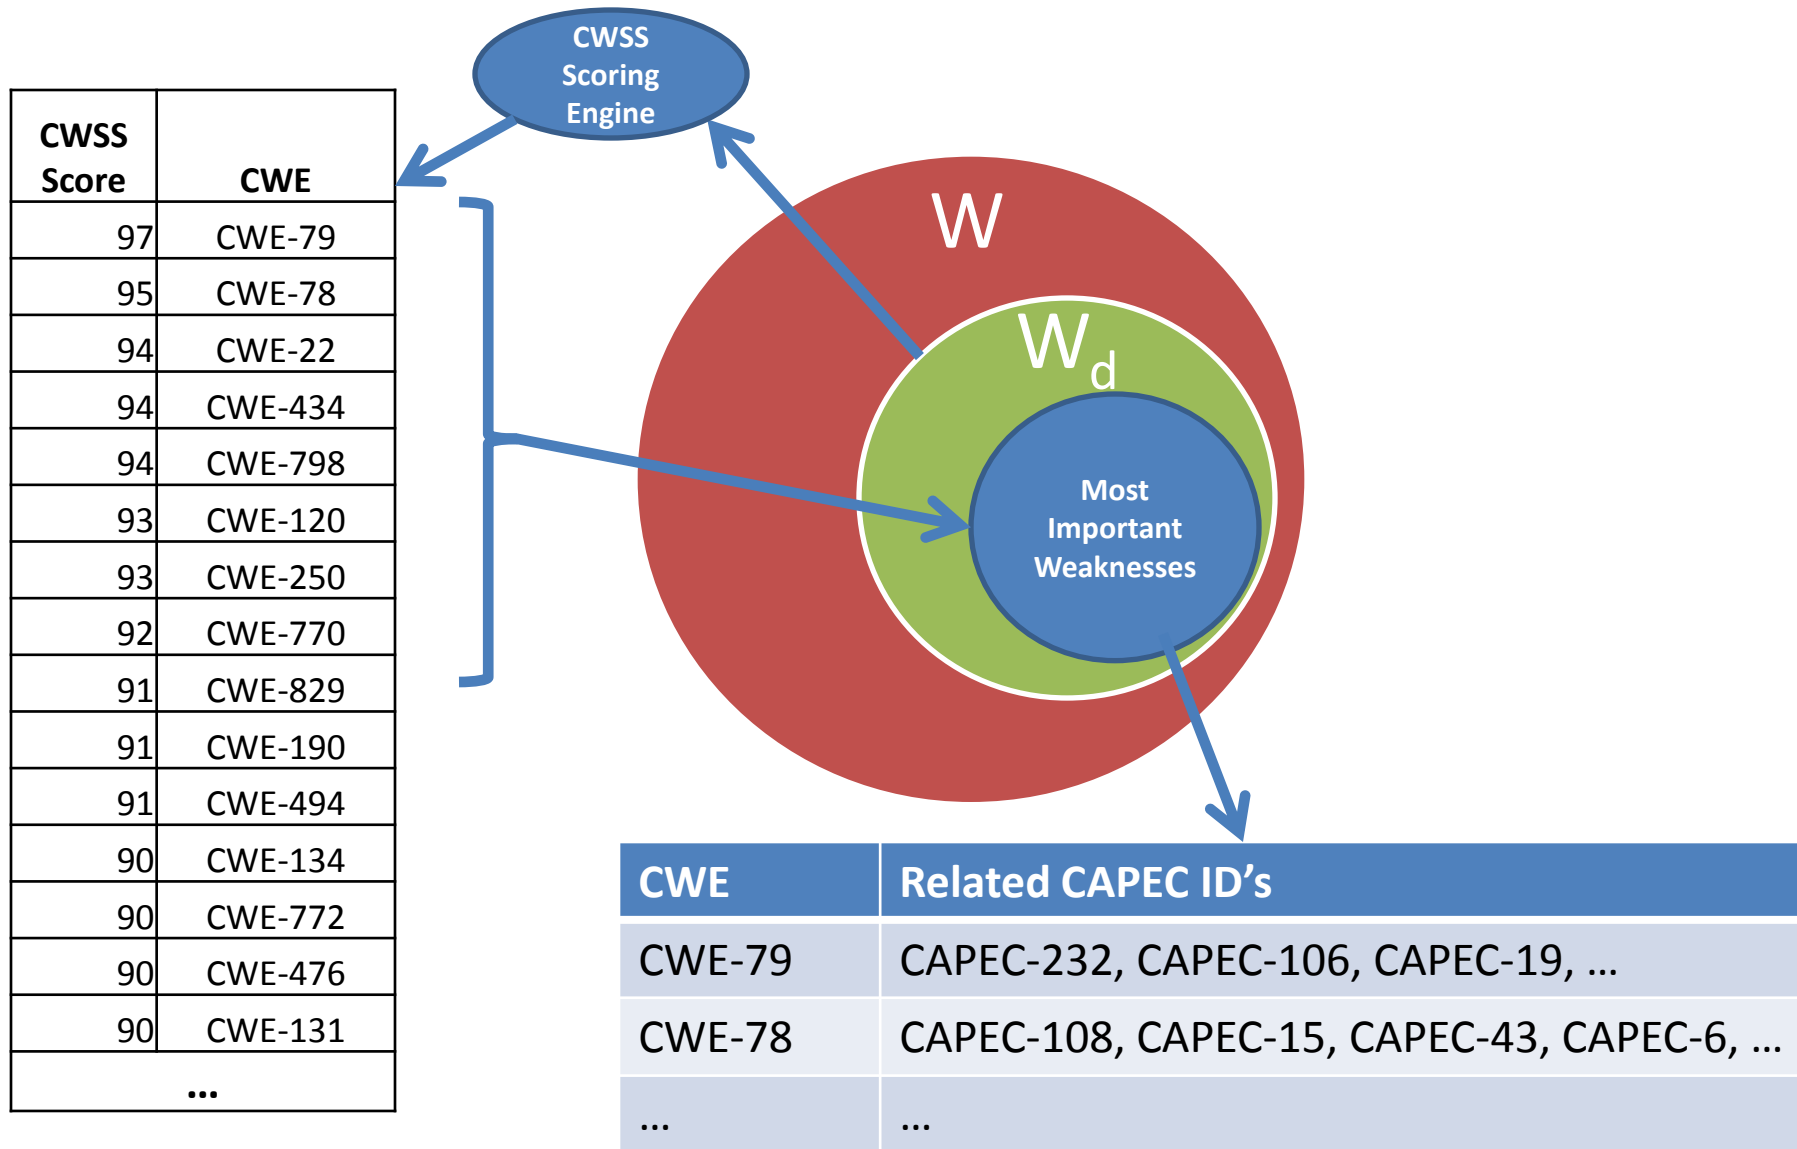 CWSS
Scoring
Engine
CWSS
Score CWE
97 CWE-79
95 CWE-78
94 CWE-22
94 CWE-434
94 CWE-798
93 CWE-120
93 CWE-250
92 CWE-770
91 CWE-829
91 CWE-190
91 CWE-494
90 CWE-134
90 CWE-772
90 CWE-476
90 CWE-131
...
W
Wd
Most
Important
Weaknesses
CWE Related CAPEC ID’s
CWE-79 CAPEC-232, CAPEC-106, CAPEC-19, ...
CWE-78 CAPEC-108, CAPEC-15, CAPEC-43, CAPEC-6, ...
... ...